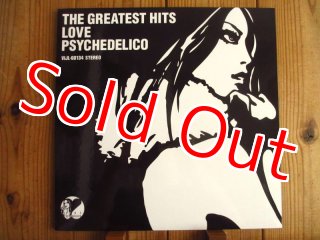 THE GREATEST HITS
LOVE
PSYCHEDELICO
VIJL-60134 STEREO
Sold Out